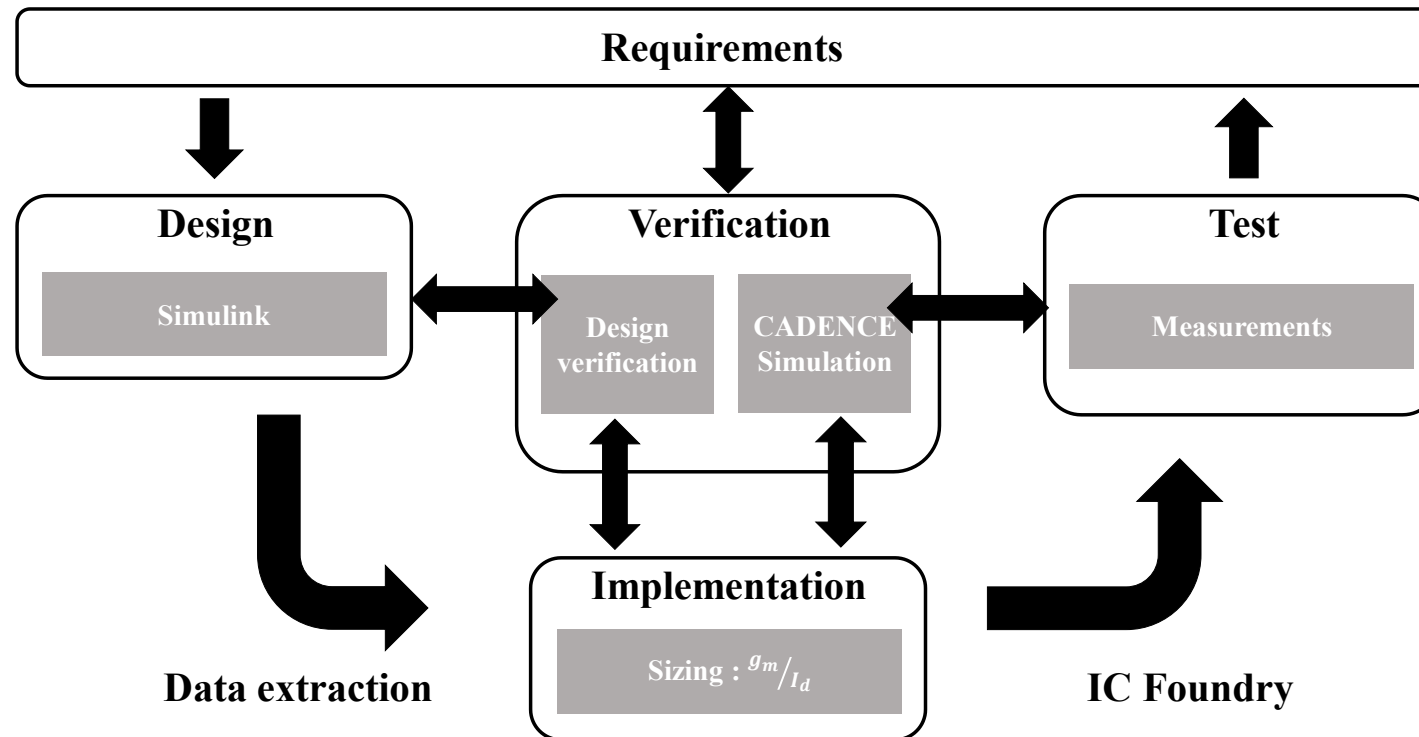 Requirements
Design
Simulink
Verification
Design
verification
CADENCE
Simulation
Test
Measurements
Implementation
Sizing : gm/Id
Data extraction
IC Foundry